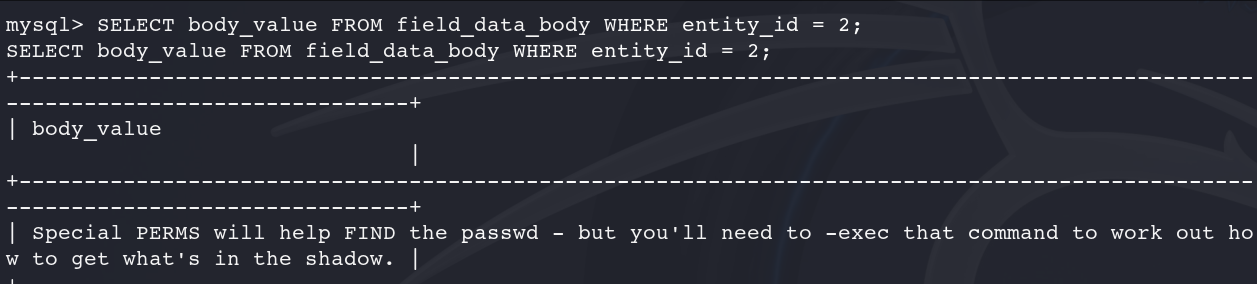 mysql> SELECT body_value FROM field_data_body WHERE entity_id = 2;
SELECT body_value FROM field_data_body WHERE entity_id = 2;
+-----------------------------------------------------------------------------------------------
-------------------------------+
| body_value
                               |
+-----------------------------------------------------------------------------------------------
-------------------------------+
| Special PERMS will help FIND the passwd - but you'll need to -exec that command to work out ho
w to get what's in the shadow. |